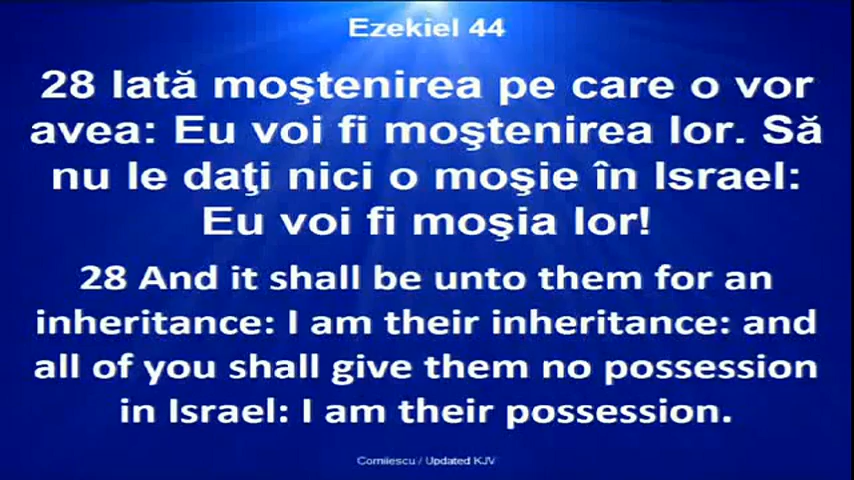 Ezekiel 44
28 Iată moştenirea pe care o vor
avea: Eu voi fi moştenirea lor. Să
nu le daţi nici o moşie în Israel:
Eu voi fi moşia lor!
28 And it shall be unto them for an
inheritance: I am their inheritance: and
all of you shall give them no possession
in Israel: I am their possession.
Cornilescu / Updated KJV